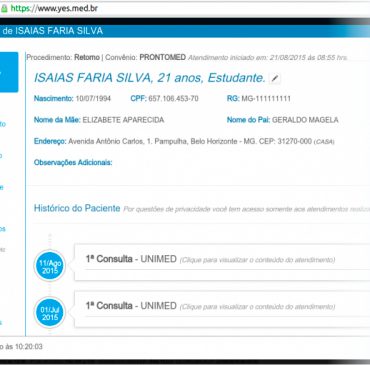 https://www.yes.med.br
de ISAIAS FARIA SILVA
Procedimento: Retorno | Convênio: PRONTOMED Atendimento iniciado em: 21/08/2015 às 08:55 hrs.
ISAIAS FARIA SILVA, 21 anos, Estudante.
Nascimento: 10/07/1994 CPF: 657.106.453-70 RG: MG-111111111
Nome da Mãe: ELIZABETE APARECIDA Nome do Pai: GERALDO MAGELA
Endereço: Avenida Antônio Carlos, 1. Pampulha, Belo Horizonte - MG. CEP: 31270-000 (CASA)
Observações Adicionais:
Histórico do Paciente Por questões de privacidade você tem acesso somente aos atendimentos
11/Ago
2015
1ª Consulta - UNIMED (Clique para visualizar o conteúdo do atendimento)
01/Jul
2015
1ª Consulta - UNIMED (Clique para visualizar o conteúdo do atendimento)
às 10:20:03